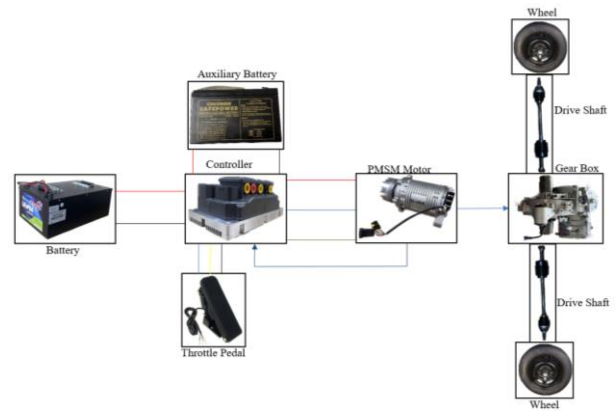 Wheel
Auxiliary Battery
Drive Shaft
Controller
PMSM Motor
Gear Box
Battery
Drive Shaft
Throttle Pedal
Wheel